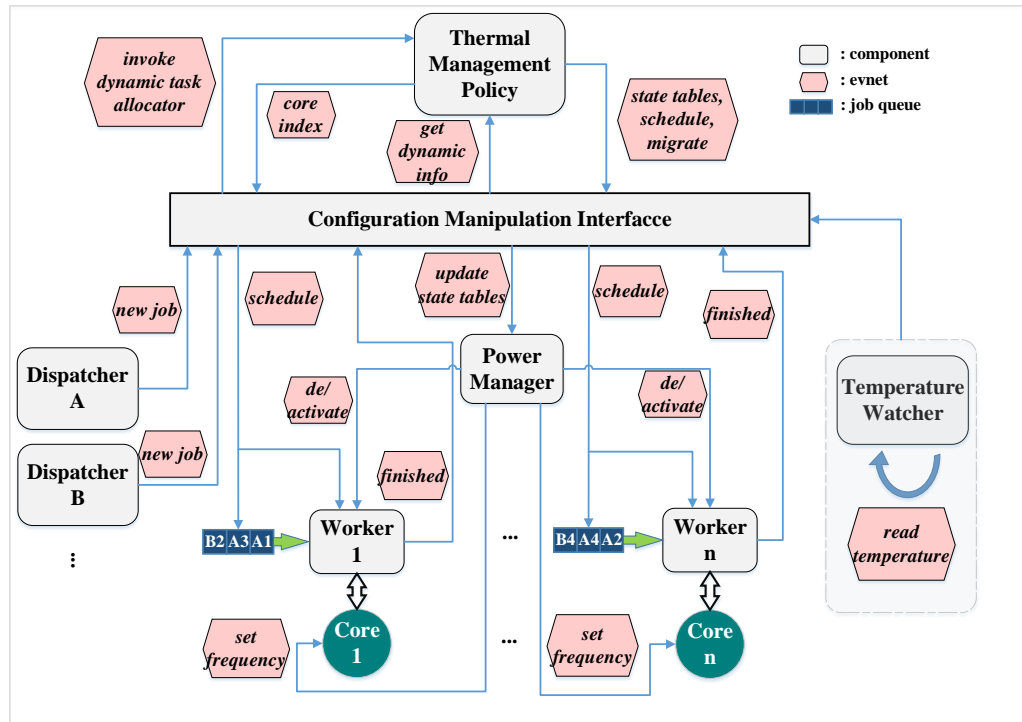 invoke
dynamic task
allocator
Thermal
Management
Policy
: component
: evnet
: job queue
core
index
get
dynamic
info
state tables,
schedule,
migrate
Configuration Manipulation Interfacce
new job
schedule
update
state tables
schedule
finished
Dispatcher
A
Power
Manager
de/
activate
de/
activate
Temperature
Watcher
Dispatcher
B
new job
finished
B2 A3 A1
Worker
1
...
B4 A4 A2
Worker
n
read
temperature
...
set
frequency
Core
1
...
set
frequency
Core
n